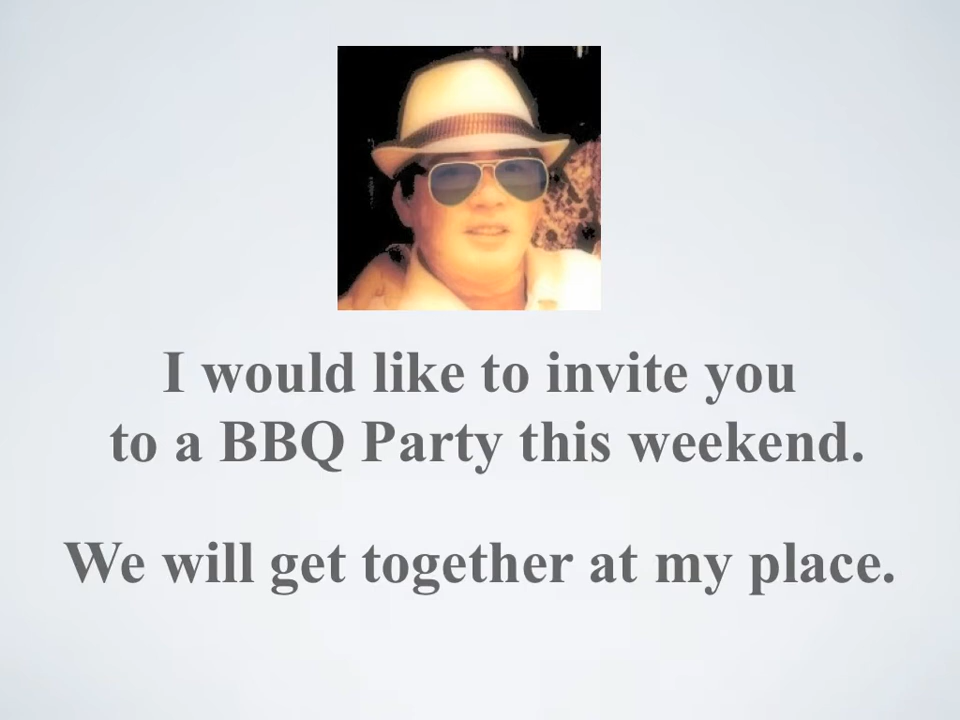 I would like to invite you
to a BBQ Party this weekend.
We will get together at my place.